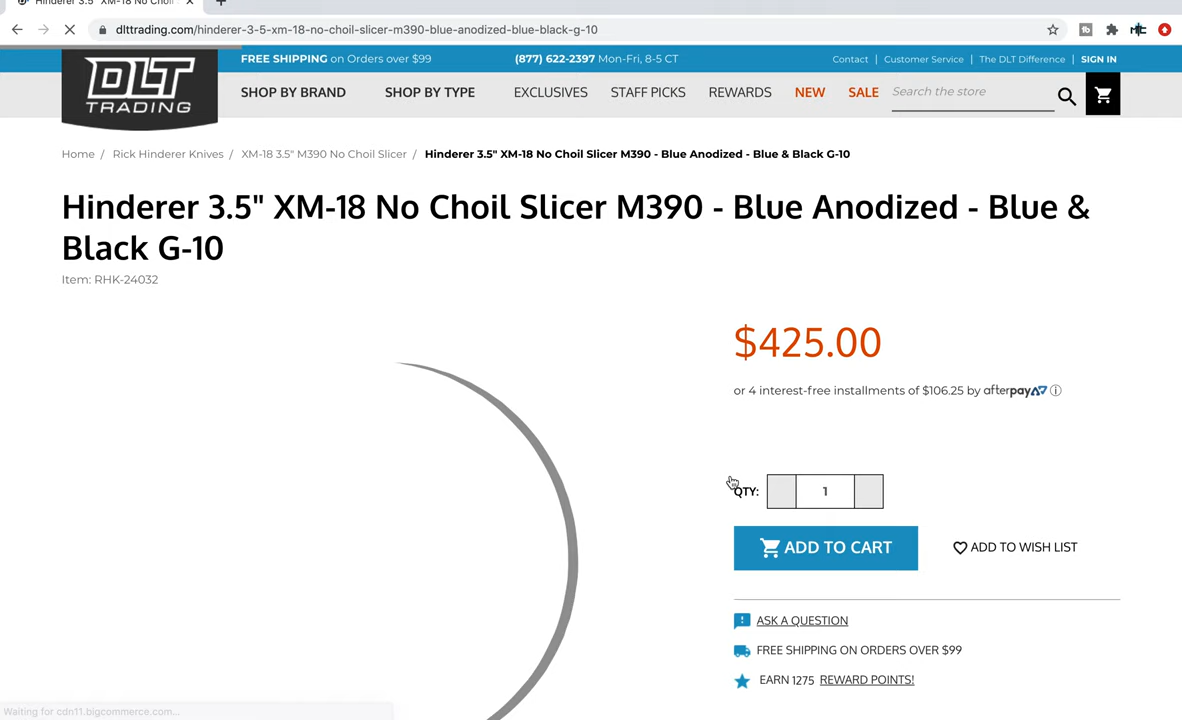 Hinderer 3.5" XM-18 No Choil S
dlttrading.com/hinderer-3-5-xm-18-no-choil-slicer-m390-blue-anodized-blue-black-g-10
FREE SHIPPING on Orders over $99
(877) 622-2397 Mon-Fri, 8-5 CT
Contact | Customer Service | The DLT Difference | SIGN IN
DLT
TRADING
SHOP BY BRAND
SHOP BY TYPE
EXCLUSIVES
STAFF PICKS
REWARDS
NEW
SALE
Search the store
Home / Rick Hinderer Knives / XM-18 3.5" M390 No Choil Slicer / Hinderer 3.5" XM-18 No Choil Slicer M390 - Blue Anodized - Blue & Black G-10
Hinderer 3.5" XM-18 No Choil Slicer M390 - Blue Anodized - Blue &
Black G-10
Item: RHK-24032
$425.00
or 4 interest-free installments of $106.25 by afterpay
QTY:
1
ADD TO CART
ADD TO WISH LIST
ASK A QUESTION
FREE SHIPPING ON ORDERS OVER $99
EARN 1275 REWARD POINTS!
Waiting for cdn11.bigcommerce.com...